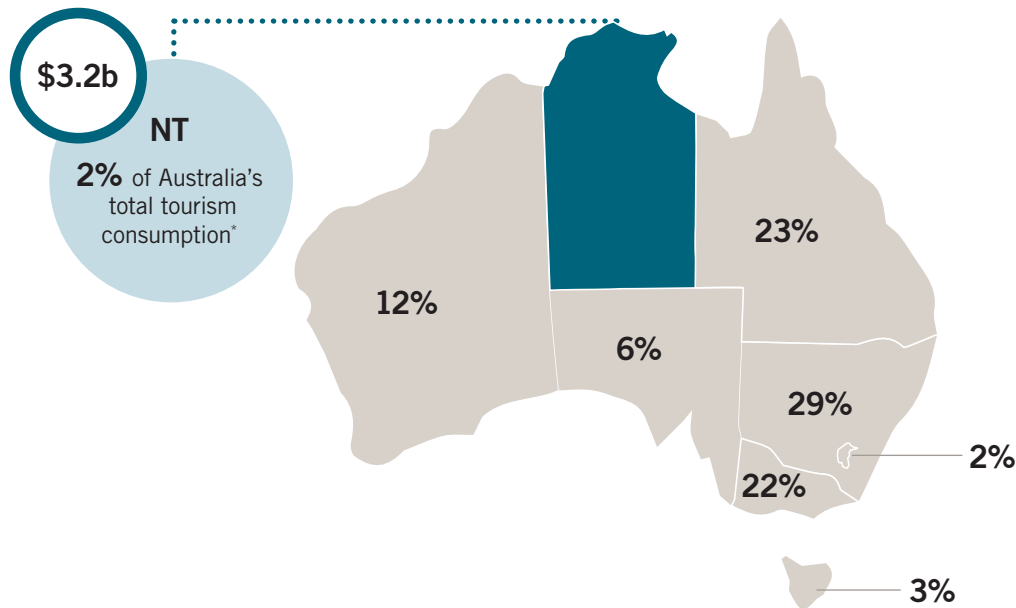 $3.2b
NT
2% of Australia's
total tourism
consumption*
23%
12%
6%
29%
2%
22%
3%